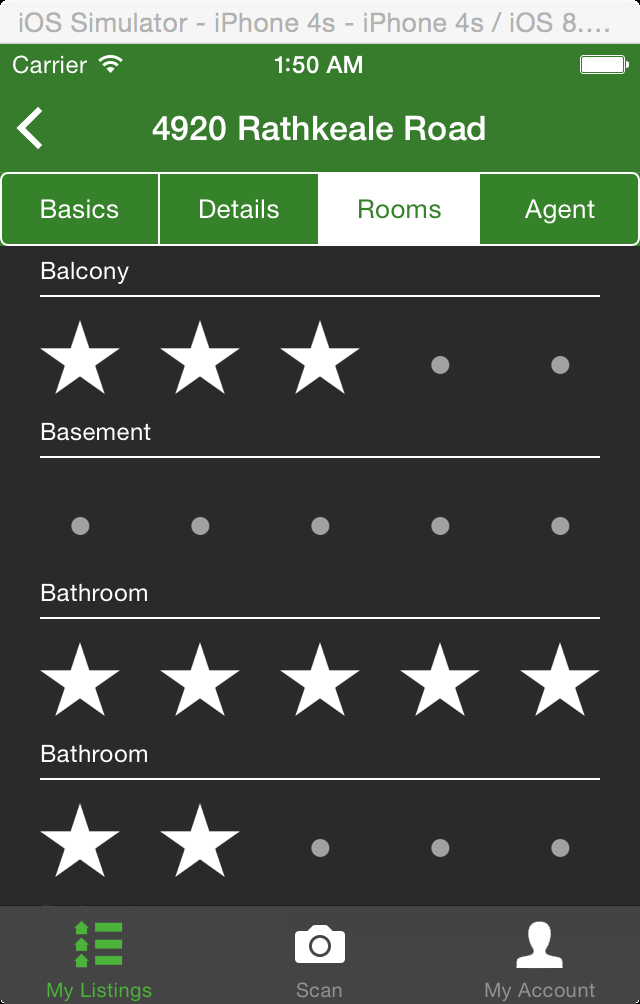 iOS Simulator - iPhone 4s - iPhone 4s / iOS 8....
Carrier 1:50 AM
4920 Rathkeale Road
Basics Details Rooms Agent
Balcony
Basement
Bathroom
Bathroom
My Listings Scan My Account